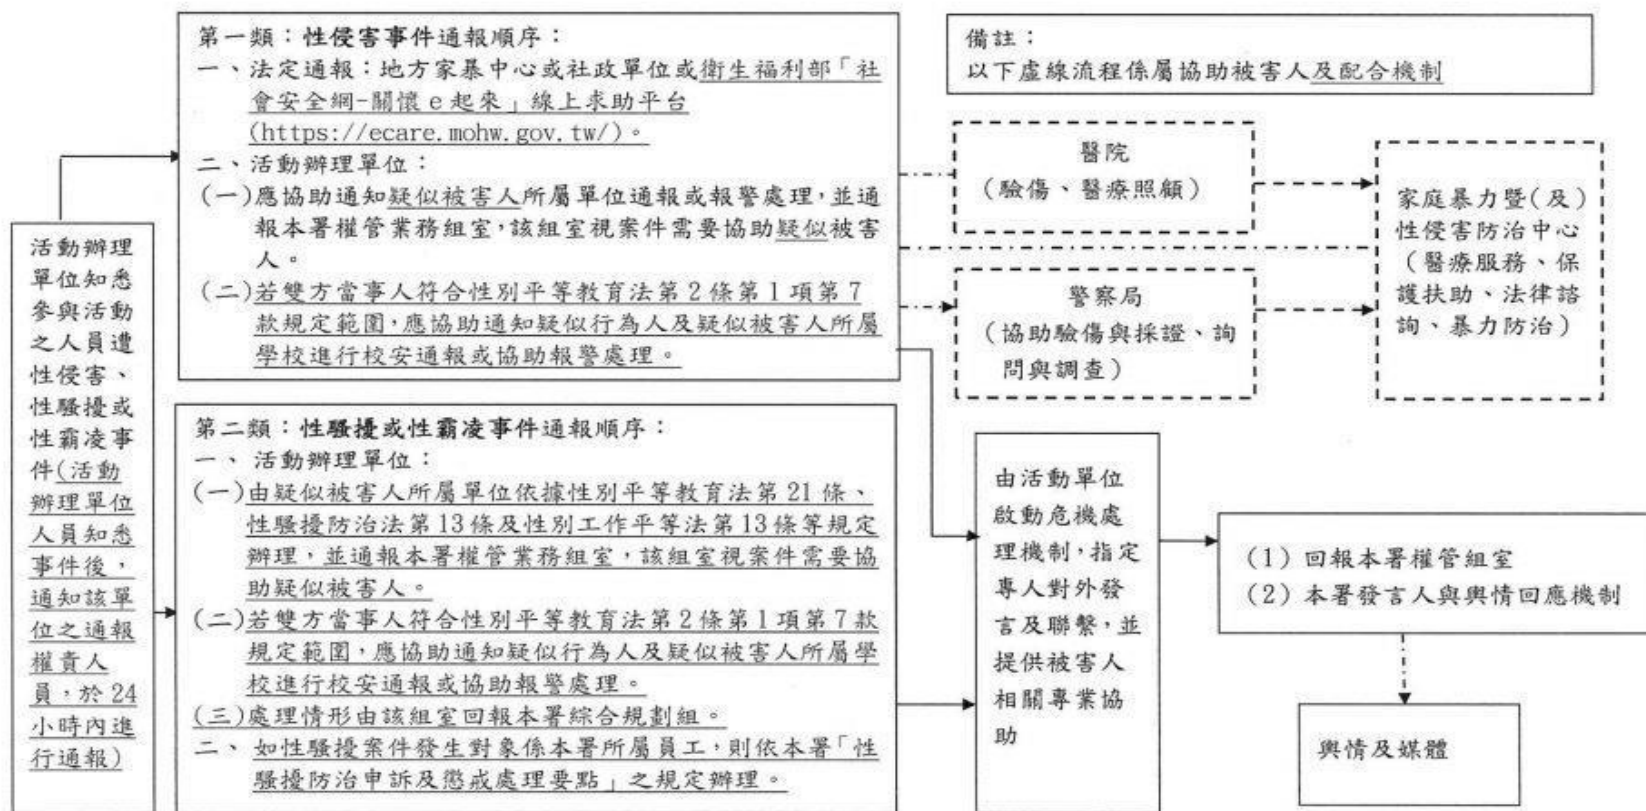 活動辦理
單位知悉
參與活動
之人員遭
性侵害、
性騷擾或
性霸凌事
件(活動
辦理單位
人員知悉
事件後，
通知該單
位之通報
權責人
員，於 24
小時內進
行通報)
第一類：性侵害事件通報順序：
一、法定通報：地方家暴中心或社政單位或衛生福利部「社
會安全網-關懷 e 起來」線上求助平台
(https://ecare.mohw.gov.tw/)。
二、活動辦理單位：
(一)應協助通知疑似被害人所屬單位通報或報警處理，並通
報本署權管業務組室，該組室視案件需要協助疑似被害
人。
(二)若雙方當事人符合性別平等教育法第 2 條第 1 項第 7
款規定範圍，應協助通知疑似行為人及疑似被害人所屬
學校進行校安通報或協助報警處理。
第二類：性騷擾或性霸凌事件通報順序：
一、 活動辦理單位：
(一)由疑似被害人所屬單位依據性別平等教育法第 21 條、
性騷擾防治法第 13 條及性別工作平等法第 13 條等規定
辦理，並通報本署權管業務組室，該組室視案件需要協
助疑似被害人。
(二)若雙方當事人符合性別平等教育法第 2 條第 1 項第 7 款
規定範圍，應協助通知疑似行為人及疑似被害人所屬學
校進行校安通報或協助報警處理。
(三)處理情形由該組室回報本署綜合規劃組。
二、 如性騷擾案件發生對象係本署所屬員工，則依本署「性
騷擾防治申訴及懲戒處理要點」之規定辦理。
備註：
以下虛線流程係屬協助被害人及配合機制
醫院
（驗傷、醫療照顧）
警察局
（協助驗傷與採證、詢
問與調查）
家庭暴力暨(及)
性侵害防治中心
（醫療服務、保
護扶助、法律諮
詢、暴力防治）
由活動單位
啟動危機處
理機制，指定
專人對外發
言及聯繫，並
提供被害人
相關專業協
助
(1) 回報本署權管組室
(2) 本署發言人與輿情回應機制
輿情及媒體